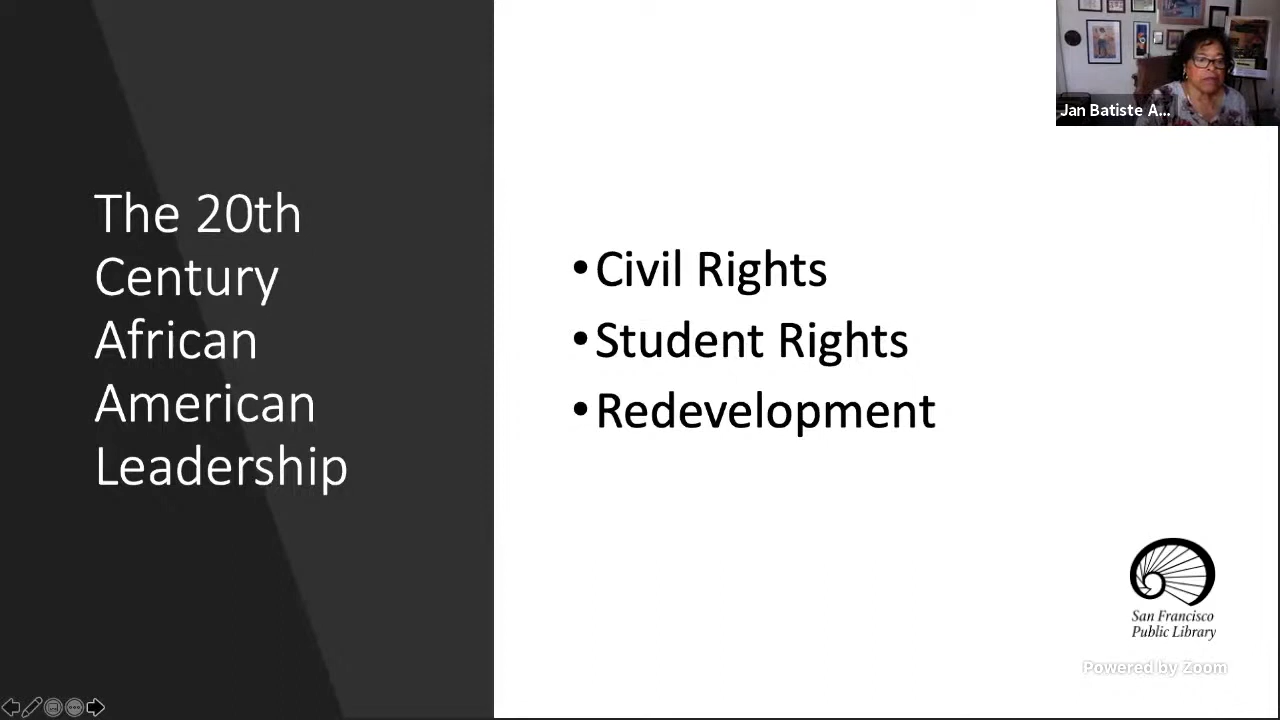 The 20th
Century
African
American
Leadership
•Civil Rights
•Student Rights
•Redevelopment
Jan Batiste A...
San Francisco
Public Library
Powered by Zoom